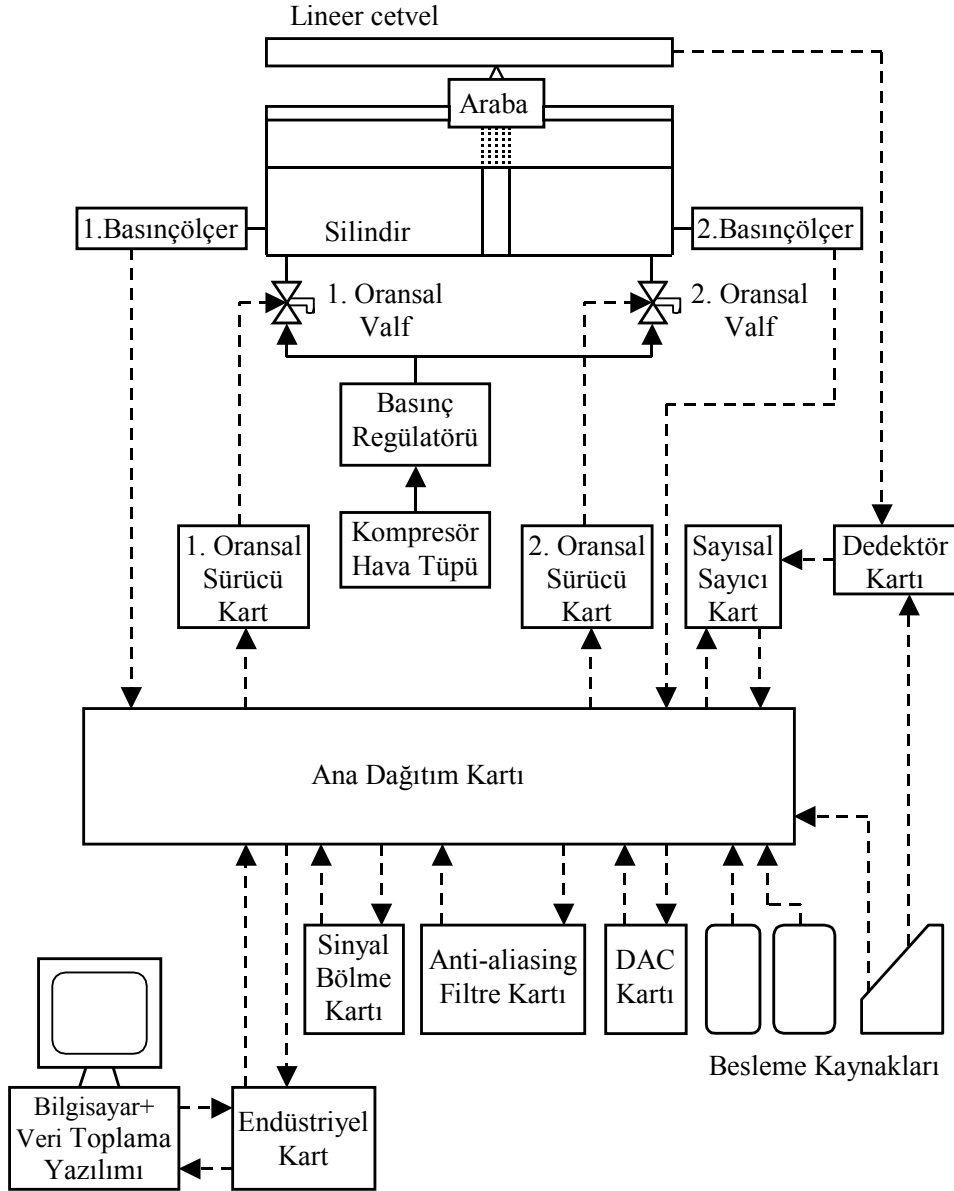 Lineer cetvel
Araba
1.Basınçölçer
Silindir
2.Basınçölçer
1. Oransal
Valf
2. Oransal
Valf
Basınç
Regülatörü
Kompresör
Hava Tüpü
1. Oransal
Sürücü
Kart
2. Oransal
Sürücü
Kart
Sayısal
Sayıcı
Kart
Dedektör
Kartı
Ana Dağıtım Kartı
Sinyal
Bölme
Kartı
Anti-aliasing
Filtre Kartı
DAC
Kartı
Besleme Kaynakları
Bilgisayar+
Veri Toplama
Yazılımı
Endüstriyel
Kart